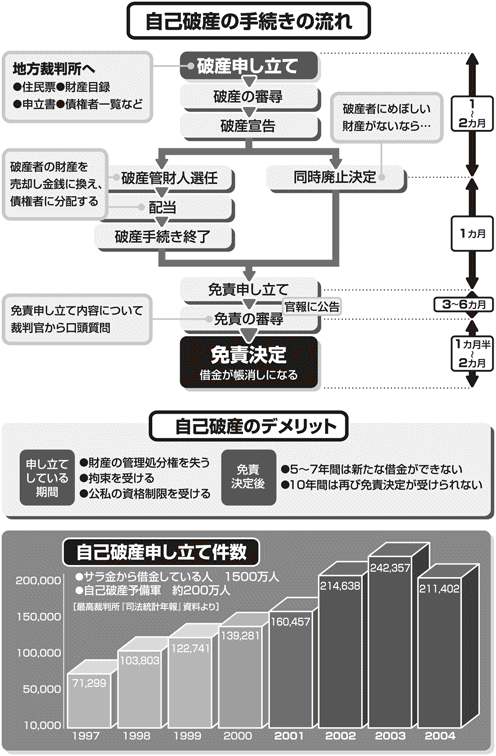 自己破産の手続きの流れ
地方裁判所へ
●住民票●財産目録
●申立書●債権者一覧など
破産申し立て
破産の審尋
破産宣告
破産者にめぼしい
財産がないなら…
1
〜
2カ月
破産者の財産を
売却し金銭に換え、
債権者に分配する
破産管財人選任
配当
破産手続き終了
同時廃止決定
1カ月
免責申し立て
官報に公告
3〜6カ月
免責申し立て内容について
裁判官から口頭質問
免責の審尋
免責決定
借金が帳消しになる
1カ月半
〜
2カ月
自己破産のデメリット
申し立て
している
期間
●財産の管理処分権を失う
●拘束を受ける
●公私の資格制限を受ける
免責
決定後
●5〜7年間は新たな借金ができない
●10年間は再び免責決定が受けられない
自己破産申し立て件数
●サラ金から借金している人 1500万人
●自己破産予備軍 約200万人
[最高裁判所「司法統計年報」資料より]
200,000
150,000
100,000
50,000
10,000
71,299
103,803
122,741
139,281
160,457
214,638
242,357
211,402
1997
1998
1999
2000
2001
2002
2003
2004